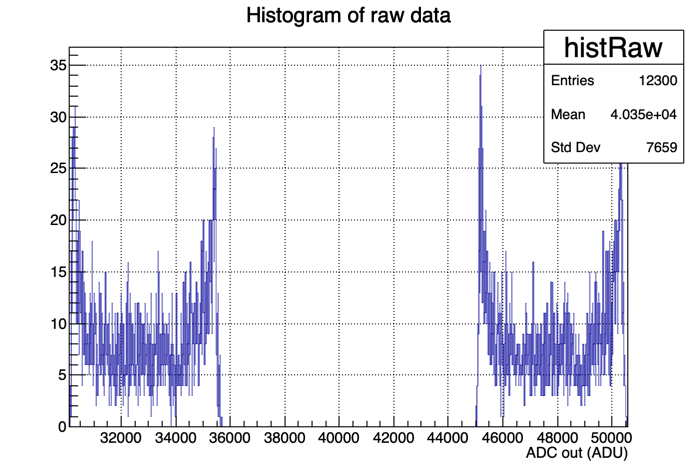 Histogram of raw data
histRaw
Entries 12300
Mean 4.035e+04
Std Dev 7659
35
30
25
20
15
10
5
0
32000 34000 36000 38000 40000 42000 44000 46000 48000 50000
ADC out (ADU)